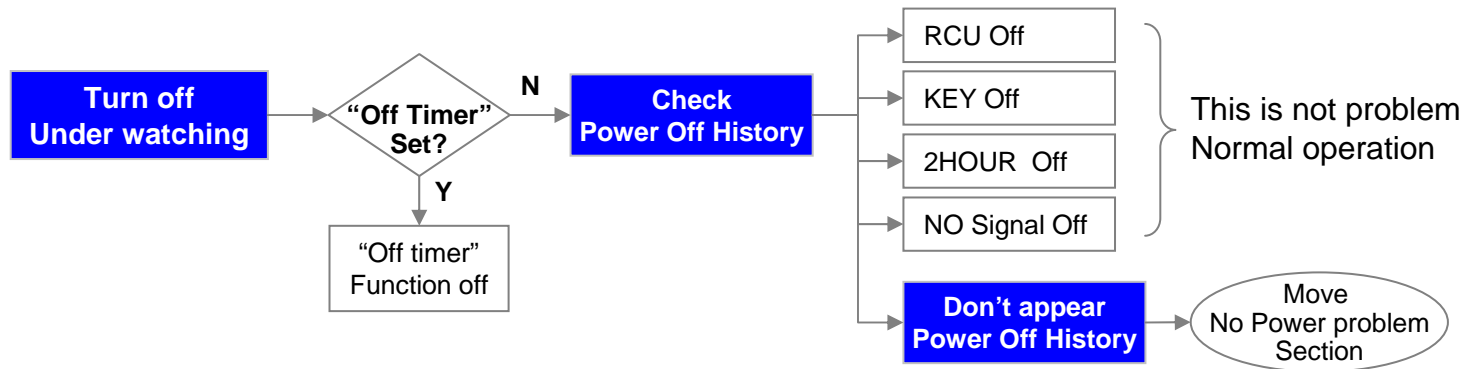 Turn off
Under watching
“Off Timer”
Set?
N
Y
“Off timer”
Function off
Check
Power Off History
RCU Off
KEY Off
2HOUR  Off
NO Signal Off
This is not problem
Normal operation
Don’t appear
Power Off History
Move
No Power problem
Section